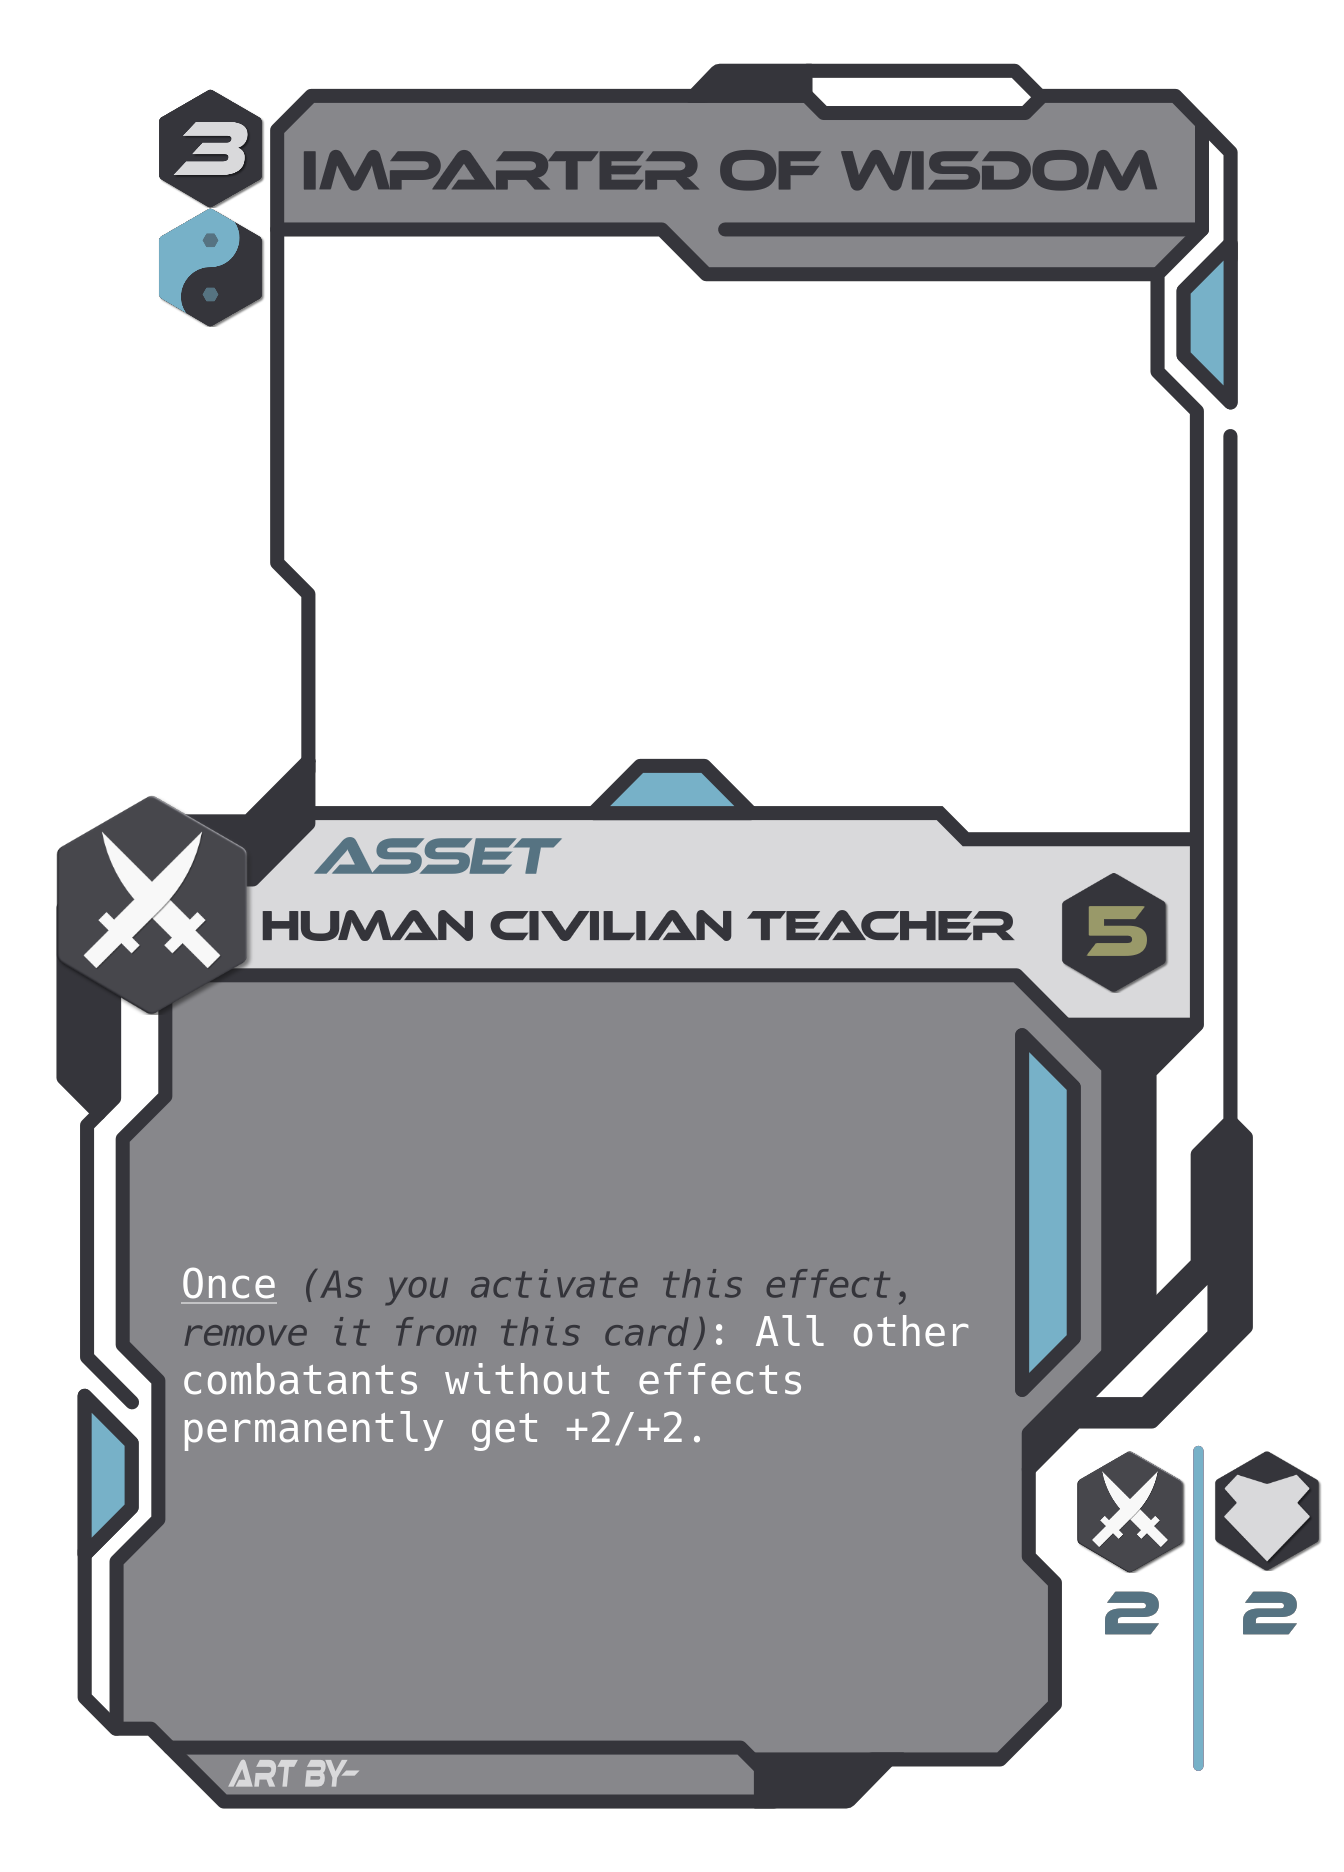 3
IMPARTER OF WISDOM
ASSET
HUMAN CIVILIAN TEACHER
5
Once (As you activate this effect,
remove it from this card): All other
combatants without effects
permanently get +2/+2.
2 2
ART BY-